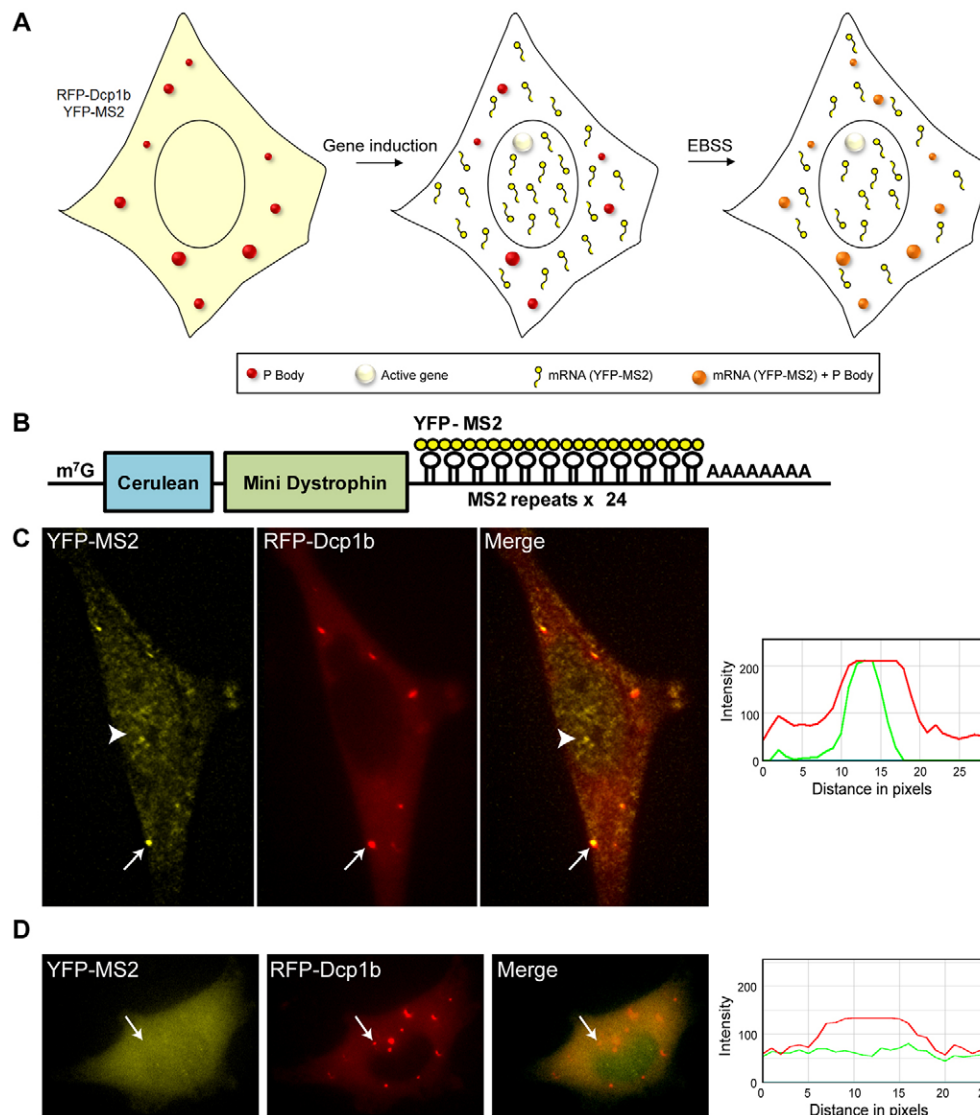 A
RFP-Dcp1b
YFP-MS2
Gene induction
EBSS
P Body
Active gene
mRNA (YFP-MS2)
mRNA (YFP-MS2) + P Body
B
YFP- MS2
m⁷G
Cerulean
Mini Dystrophin
AAAAAAAA
MS2 repeats x 24
C
YFP-MS2
RFP-Dcp1b
Merge
Intensity
200
100
0
0 5 10 15 20 25
Distance in pixels
D
YFP-MS2
RFP-Dcp1b
Merge
Intensity
200
100
0
0 5 10 15 20 25
Distance in pixels